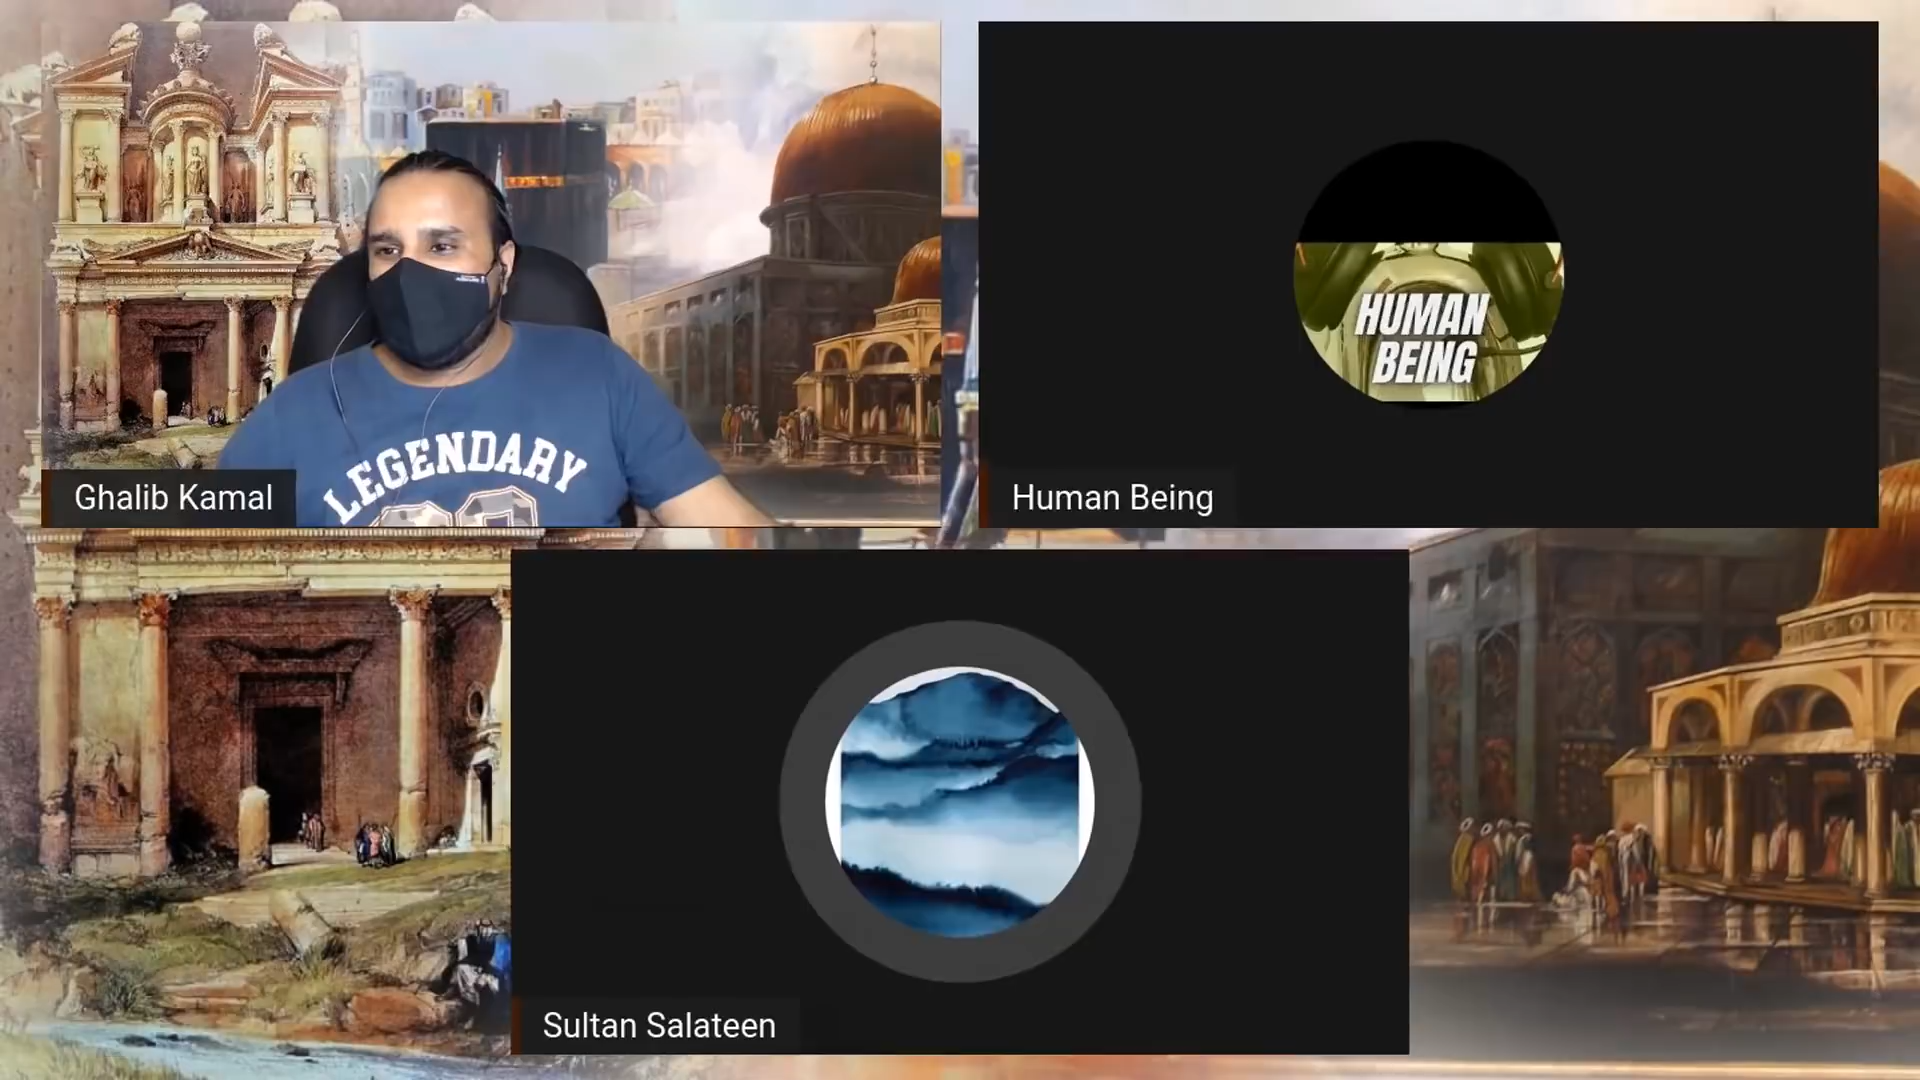 LEGENDARY
Ghalib Kamal
HUMAN
BEING
Human Being
Sultan Salateen